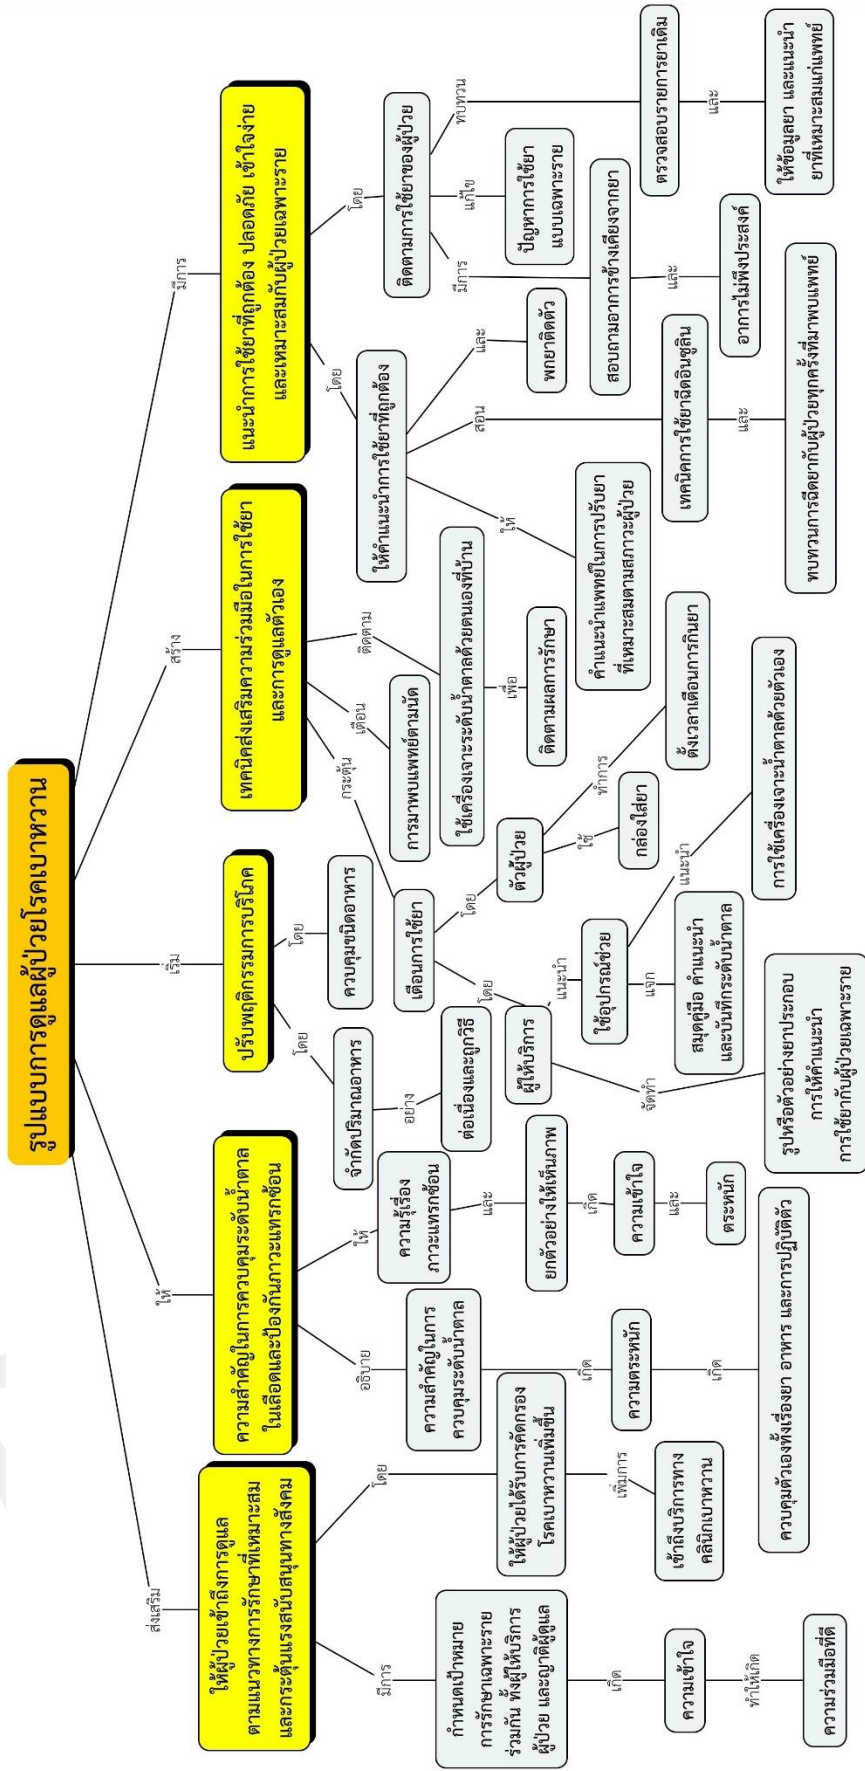 รูปแบบการดูแลผู้ป่วยโรคเบาหวาน
ส่งเสริม
ให้
เริ่ม
สร้าง
มีการ
ให้ผู้ป่วยเข้าถึงการดูแล
ตามแนวทางการรักษาที่เหมาะสม
และกระตุ้นแรงสนับสนุนทางสังคม
มีการ
กำหนดเป้าหมาย
การรักษาเฉพาะราย
ร่วมกัน ทั้งผู้ให้บริการ
ผู้ป่วย และญาติผู้ดูแล
เกิด
ความเข้าใจ
ทำให้เกิด
ความร่วมมือที่ดี
โดย
ให้ผู้ป่วยได้รับการคัดกรอง
โรคเบาหวานเพิ่มขึ้น
เพิ่มการ
เข้าถึงบริการทาง
คลินิกเบาหวาน
ความสำคัญในการควบคุมระดับน้ำตาล
ในเลือดและป้องกันภาวะแทรกซ้อน
อธิบาย
ความสำคัญในการ
ควบคุมระดับน้ำตาล
เกิด
ความตระหนัก
เกิด
ควบคุมตัวเองทั้งเรื่องยา อาหาร และการปฏิบัติตัว
ให้
ความรู้เรื่อง
ภาวะแทรกซ้อน
และ
ยกตัวอย่างให้เห็นภาพ
เกิด
ความเข้าใจ
และ
ตระหนัก
ปรับพฤติกรรมการบริโภค
โดย
จำกัดปริมาณอาหาร
อย่าง
ต่อเนื่องและถูกวิธี
โดย
ควบคุมชนิดอาหาร
เทคนิคส่งเสริมความร่วมมือในการใช้ยา
และการดูแลตัวเอง
กระตุ้น
เตือนการใช้ยา
โดย
ผู้ให้บริการ
จัดทำ
รูปหรือตัวอย่างยาประกอบ
การให้คำแนะนำ
การใช้ยากับผู้ป่วยเฉพาะราย
แนะนำ
ใช้อุปกรณ์ช่วย
แจก
สมุดคู่มือ คำแนะนำ
และบันทึกระดับน้ำตาล
แนะนำ
การใช้เครื่องเจาะน้ำตาลด้วยตัวเอง
โดย
ตัวผู้ป่วย
ใช้
กล่องใส่ยา
ทำการ
ตั้งเวลาเตือนการกินยา
เตือน
การมาพบแพทย์ตามนัด
ติดตาม
ใช้เครื่องเจาะระดับน้ำตาลด้วยตนเองที่บ้าน
เพื่อ
ติดตามผลการรักษา
แนะนำการใช้ยาที่ถูกต้อง ปลอดภัย เข้าใจง่าย
และเหมาะสมกับผู้ป่วยเฉพาะราย
โดย
ให้คำแนะนำการใช้ยาที่ถูกต้อง
ให้
คำแนะนำแพทย์ในการปรับยา
ที่เหมาะสมตามสภาวะผู้ป่วย
สอน
เทคนิคการใช้ยาฉีดอินซูลิน
และ
ทบทวนการฉีดยากับผู้ป่วยทุกครั้งที่มาพบแพทย์
และ
พกยาติดตัว
โดย
ติดตามการใช้ยาของผู้ป่วย
มีการ
สอบถามอาการข้างเคียงจากยา
และ
อาการไม่พึงประสงค์
แก้ไข
ปัญหาการใช้ยา
แบบเฉพาะราย
ทบทวน
ตรวจสอบรายการยาเดิม
และ
ให้ข้อมูลยา และแนะนำ
ยาที่เหมาะสมแก่แพทย์